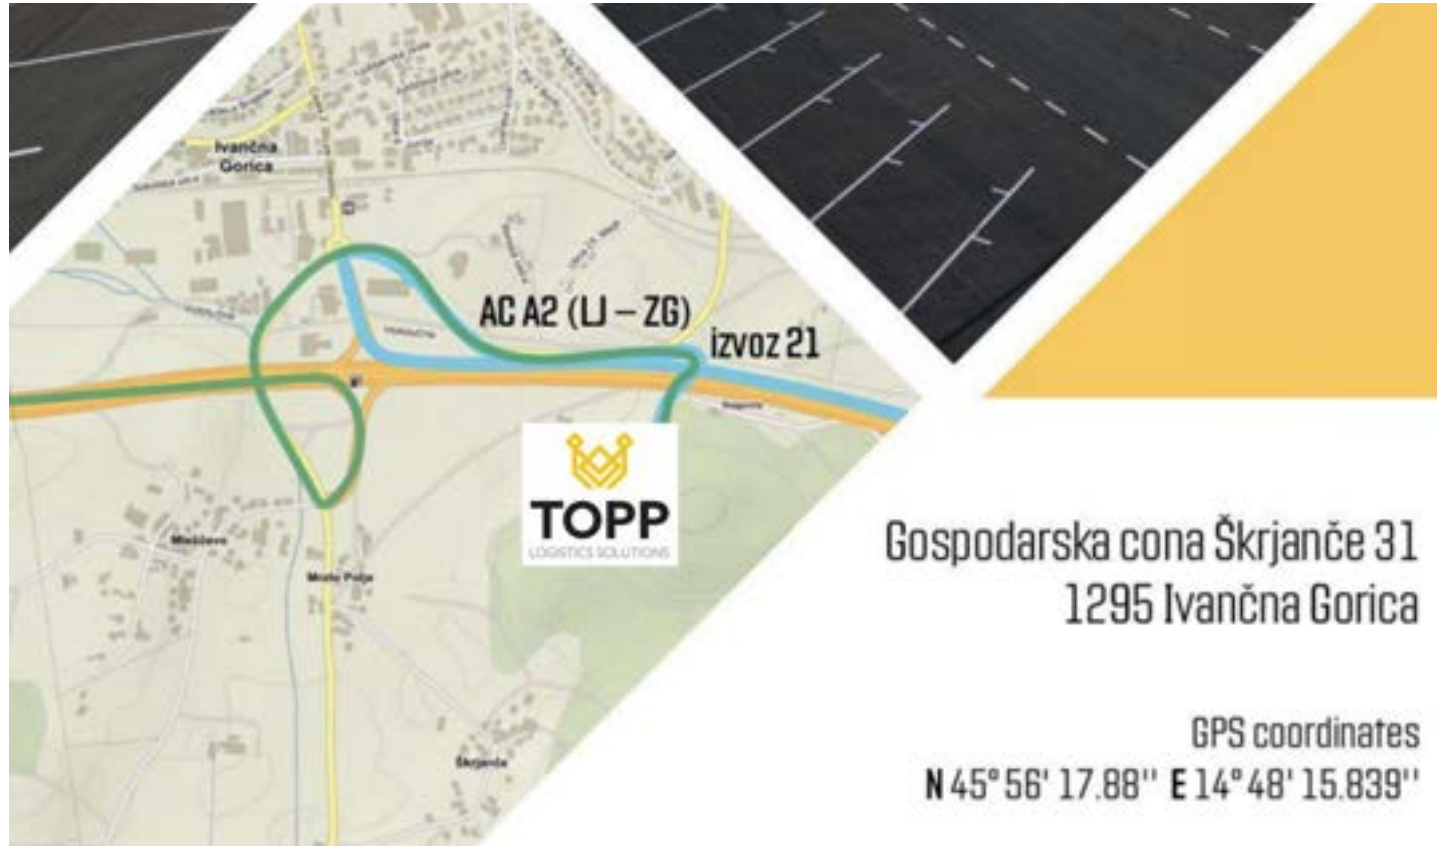 Ivančna
Gorica
AC A2 (LJ – ZG)
izvoz 21
TOPP
LOGISTICS SOLUTIONS
Malo Polje
Škrjanče
Gospodarska cona Škrjanče 31
1295 Ivančna Gorica
GPS coordinates
N 45° 56' 17.88" E 14° 48' 15.839"